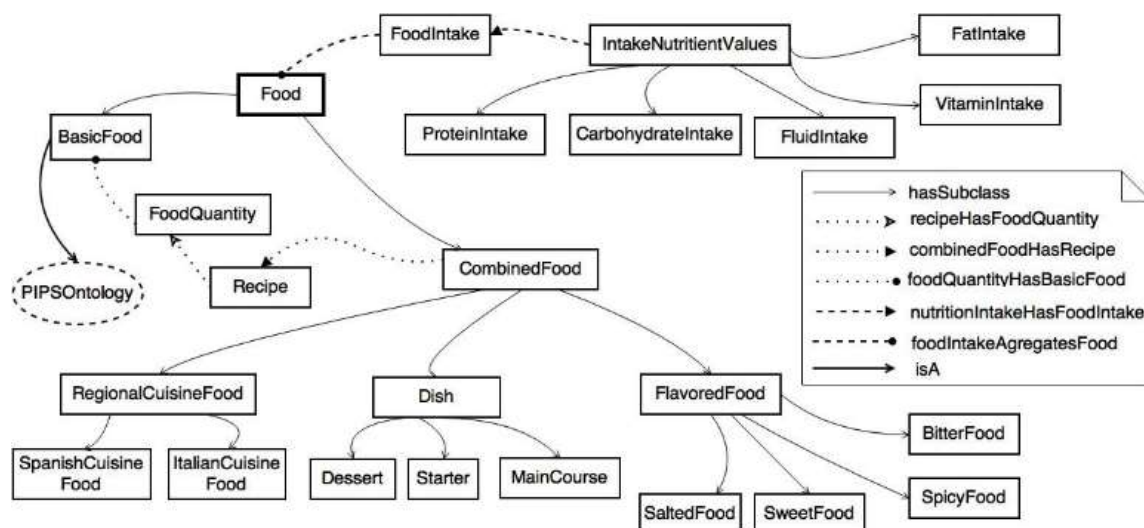 FoodIntake
IntakeNutritientValues
FatIntake
Food
VitaminIntake
BasicFood
ProteinIntake
CarbohydrateIntake
FluidIntake
FoodQuantity
Recipe
CombinedFood
PIPSOntology
hasSubclass
recipeHasFoodQuantity
combinedFoodHasRecipe
foodQuantityHasBasicFood
nutritionIntakeHasFoodIntake
foodIntakeAgregatesFood
isA
RegionalCuisineFood
Dish
FlavoredFood
SpanishCuisine
Food
ItalianCuisine
Food
Dessert
Starter
MainCourse
BitterFood
SaltedFood
SweetFood
SpicyFood